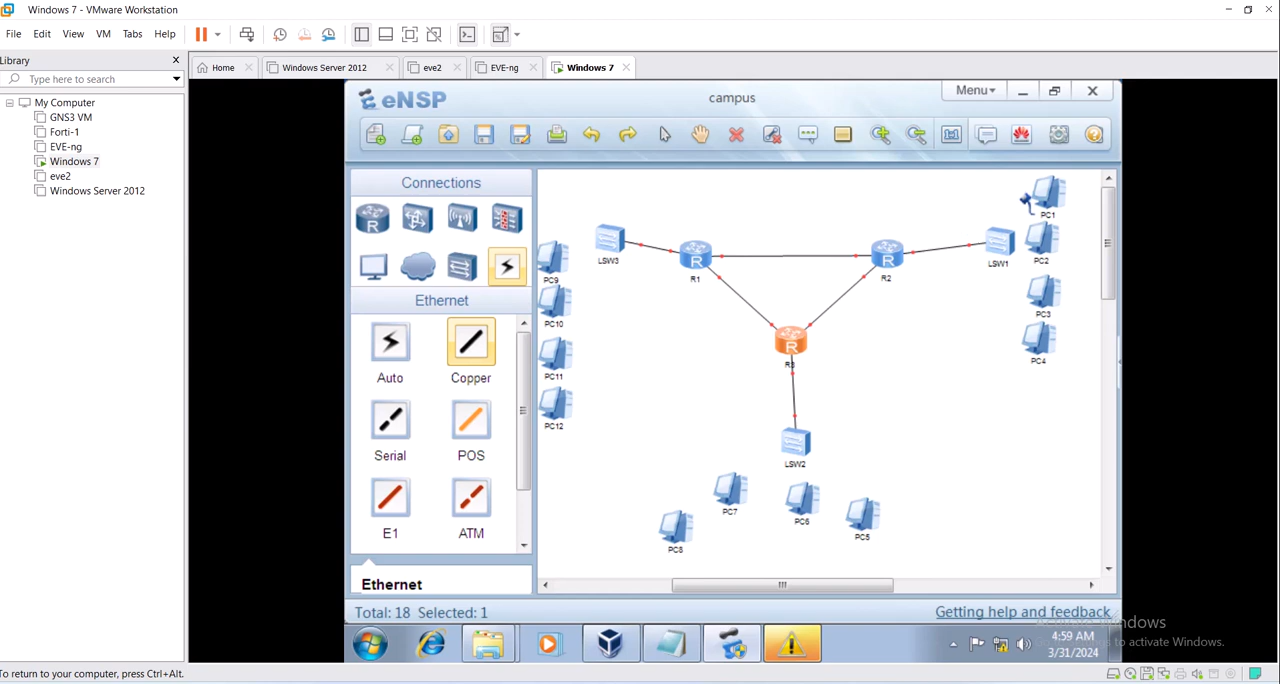 Windows 7 - VMware Workstation
File Edit View VM Tabs Help
Library
Type here to search
My Computer
GNS3 VM
Forti-1
EVE-ng
Windows 7
eve2
Windows Server 2012
Home
Windows Server 2012
eve2
EVE-ng
Windows 7
eNSP
campus
Menu
Connections
R
Ethernet
Auto
Copper
Serial
POS
E1
ATM
Ethernet
PC1
LSW3
R
R1
R
R2
LSW1
PC2
PC9
PC10
PC3
R
R3
PC4
PC11
PC12
LSW2
PC7
PC6
PC5
PC8
Total: 18 Selected: 1
Getting help and feedback
4:59 AM
3/31/2024
To return to your computer, press Ctrl+Alt.